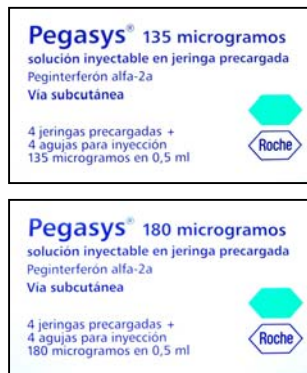 Pegasys® 135 microgramos
solución inyectable en jeringa precargada
Peginterferón alfa-2a
Vía subcutánea
4 jeringas precargadas +
4 agujas para inyección
135 microgramos en 0,5 ml
Roche
Pegasys® 180 microgramos
solución inyectable en jeringa precargada
Peginterferón alfa-2a
Vía subcutánea
4 jeringas precargadas +
4 agujas para inyección
180 microgramos en 0,5 ml
Roche